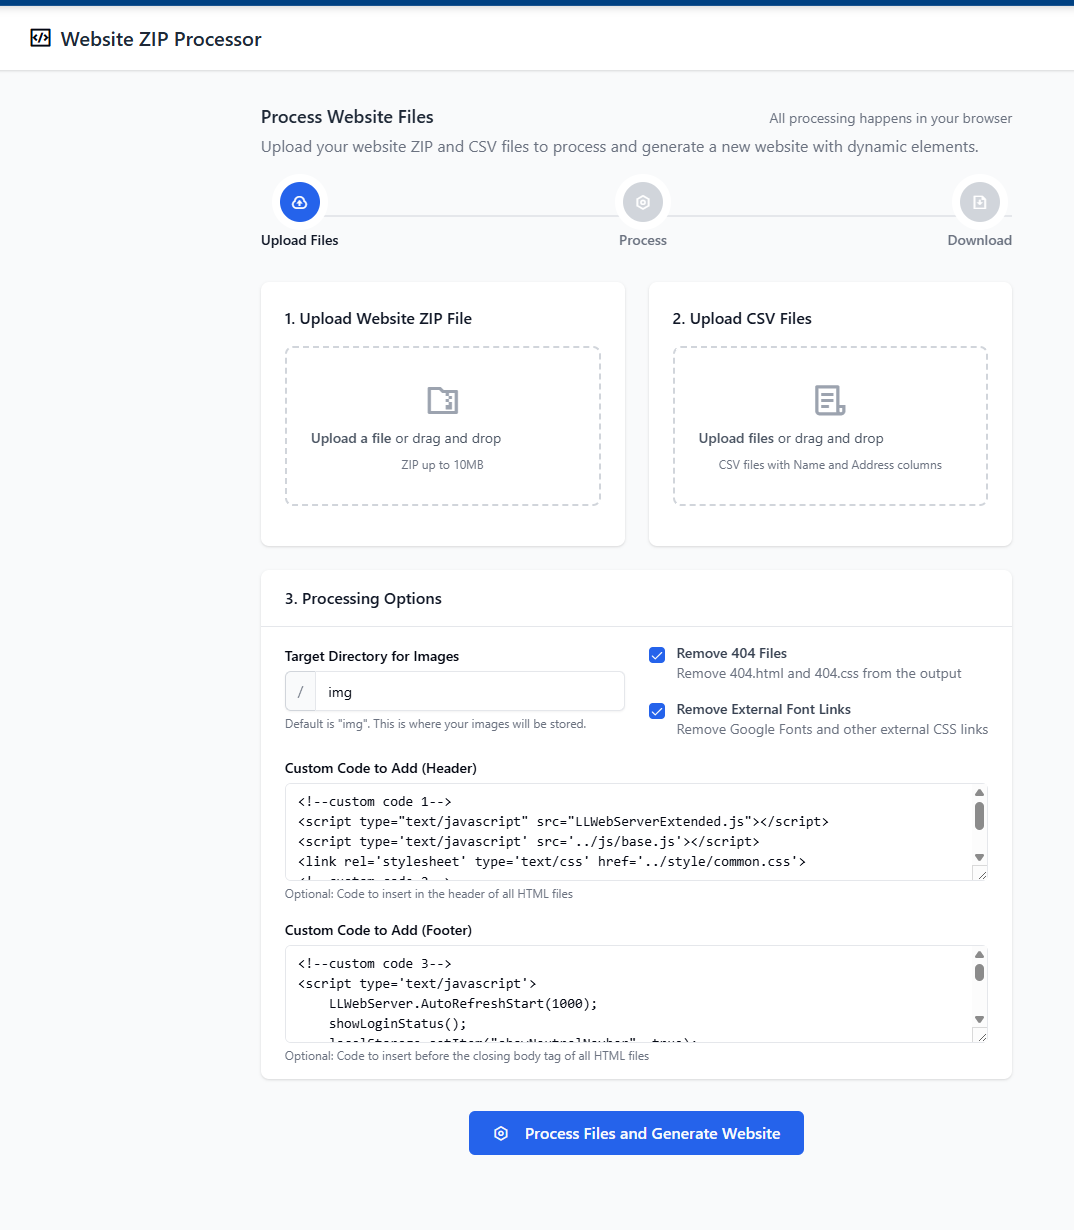 Website ZIP Processor
Process Website Files
All processing happens in your browser
Upload your website ZIP and CSV files to process and generate a new website with dynamic elements.
Upload Files
Process
Download
1. Upload Website ZIP File
Upload a file or drag and drop
ZIP up to 10MB
2. Upload CSV Files
Upload files or drag and drop
CSV files with Name and Address columns
3. Processing Options
Target Directory for Images
/ img
Default is "img". This is where your images will be stored.
Remove 404 Files
Remove 404.html and 404.css from the output
Remove External Font Links
Remove Google Fonts and other external CSS links
Custom Code to Add (Header)
<!--custom code 1-->
<script type="text/javascript" src="LLWebServerExtended.js"></script>
<script type='text/javascript' src='../js/base.js'></script>
<link rel='stylesheet' type='text/css' href='../style/common.css'>
<!--custom code 2-->
Optional: Code to insert in the header of all HTML files
Custom Code to Add (Footer)
<!--custom code 3-->
<script type='text/javascript'>
LLWebServer.AutoRefreshStart(1000);
showLoginStatus();
localStorage.setItem("showNeutralNavbar", true);
Optional: Code to insert before the closing body tag of all HTML files
Process Files and Generate Website